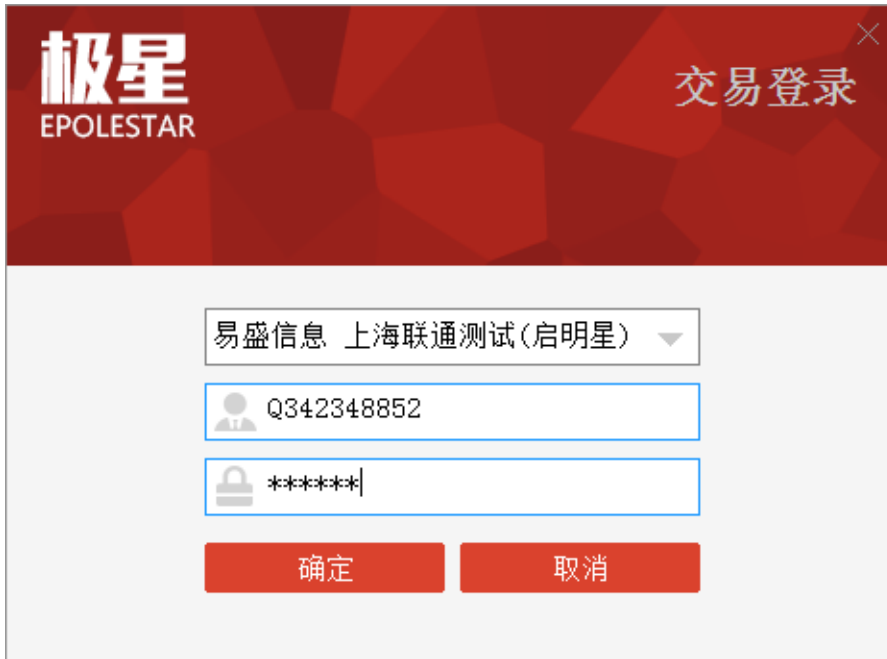 极星
EPOLESTAR
交易登录
易盛信息 上海联通测试(启明星)
Q342348852
******
确定
取消